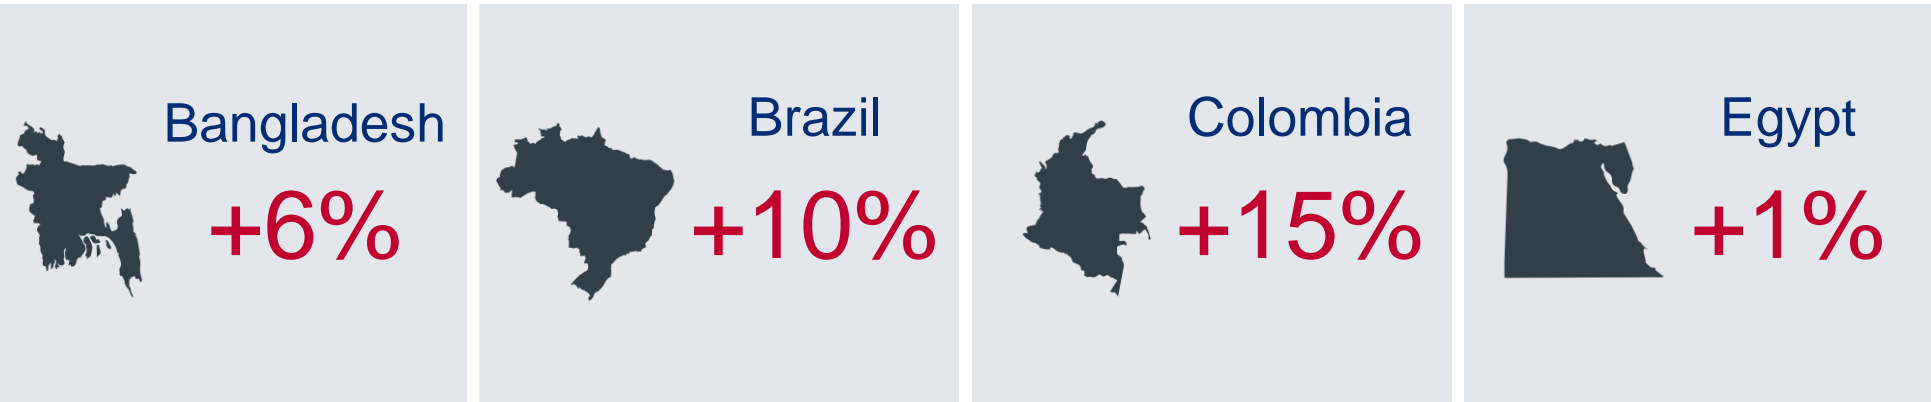 Bangladesh
+6%
Brazil
+10%
Colombia
+15%
Egypt
+1%